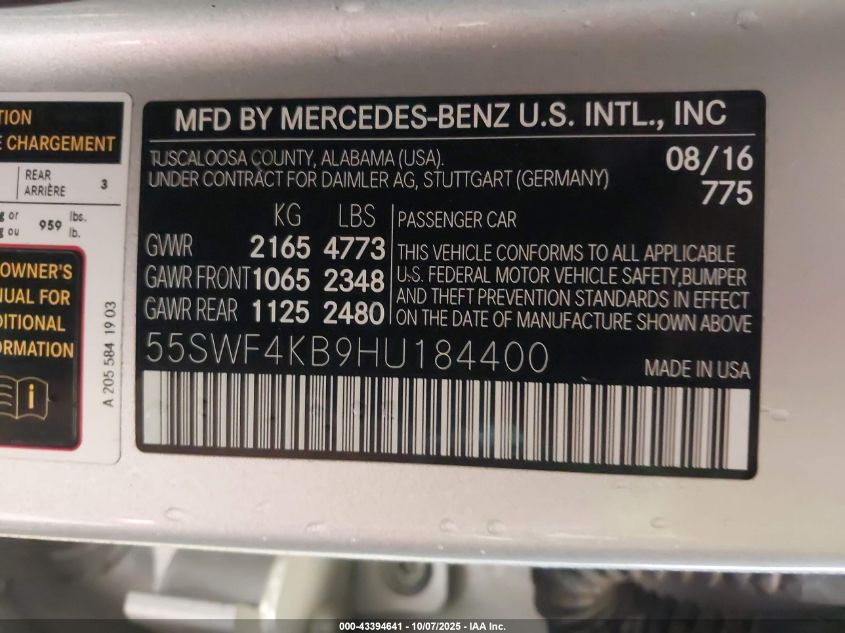 TION
E CHARGEMENT
REAR
ARRIÈRE 3
g or
g ou 959 lbs.
lb.
OWNER'S
NUAL FOR
DITIONAL
ORMATION
A 205 584 19 03
MFD BY MERCEDES-BENZ U.S. INTL., INC
TUSCALOOSA COUNTY, ALABAMA (USA). 08/16
UNDER CONTRACT FOR DAIMLER AG, STUTTGART (GERMANY) 775
KG LBS
GVWR 2165 4773
GAWR FRONT 1065 2348
GAWR REAR 1125 2480
PASSENGER CAR
THIS VEHICLE CONFORMS TO ALL APPLICABLE
U.S. FEDERAL MOTOR VEHICLE SAFETY,BUMPER
AND THEFT PREVENTION STANDARDS IN EFFECT
ON THE DATE OF MANUFACTURE SHOWN ABOVE
55SWF4KB9HU184400
MADE IN USA
000-43394641 • 10/07/2025 • IAA Inc.